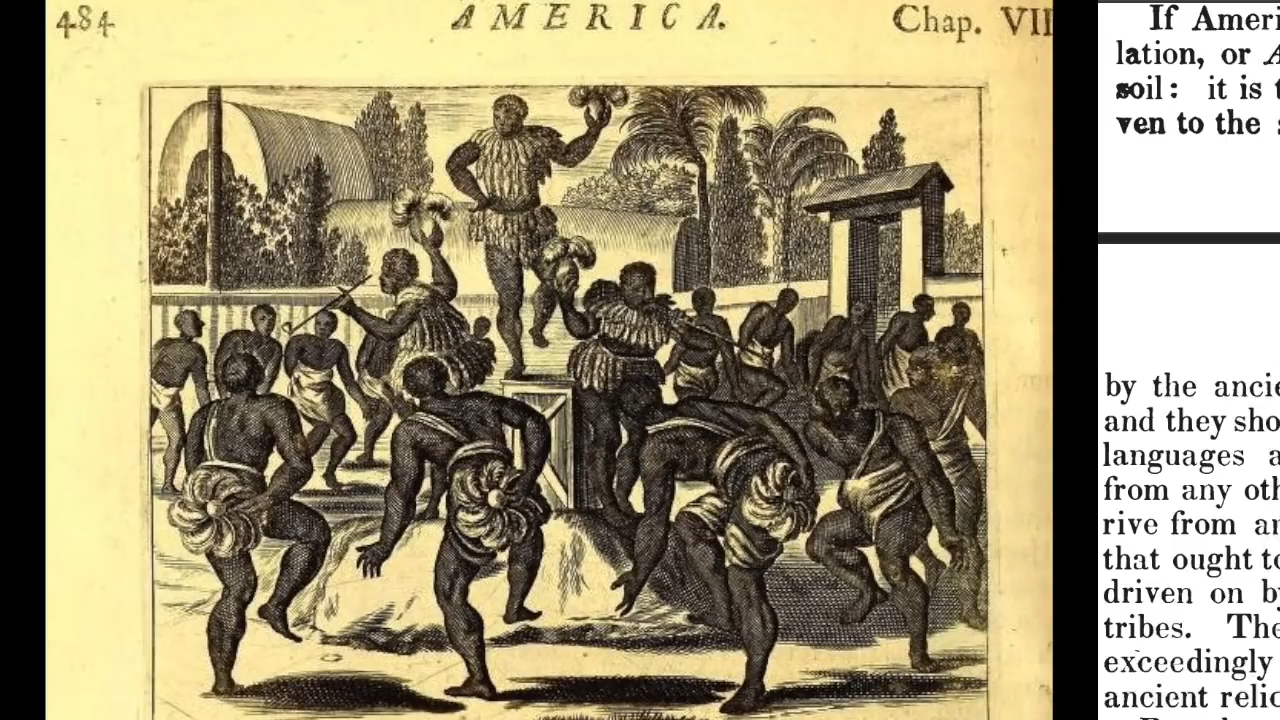 484 AMERICA. Chap. VII
If Ameri
lation, or A
soil: it is t
ven to the
by the ancie
and they sho
languages a
from any oth
rive from an
that ought to
driven on by
tribes. The
exceedingly
ancient relic